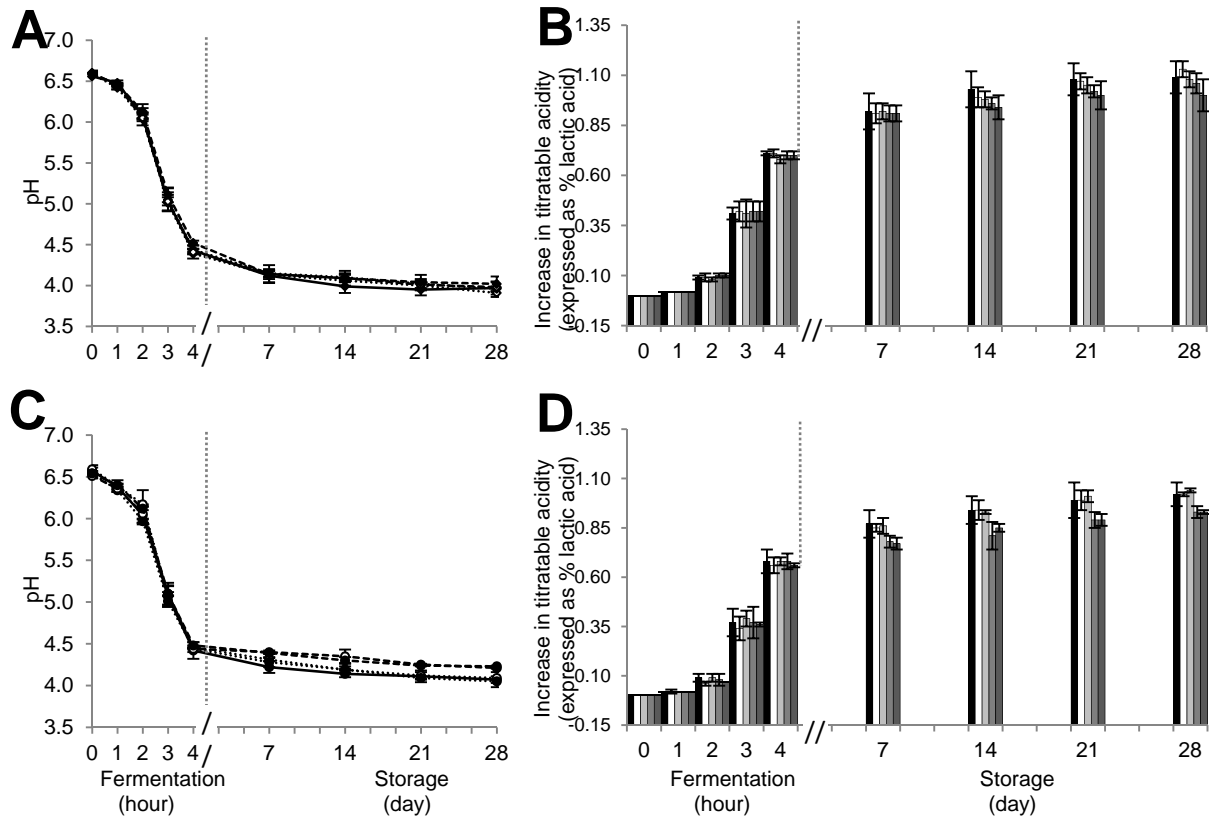 A
7.0
6.5
6.0
5.5
5.0
4.5
4.0
3.5
pH
0 1 2 3 4 / 7 14 21 28
B
1.35
1.10
0.85
0.60
0.35
0.10
-0.15
Increase in titratable acidity
(expressed as % lactic acid)
0 1 2 3 4 // 7 14 21 28
C
7.0
6.5
6.0
5.5
5.0
4.5
4.0
3.5
pH
0 1 2 3 4 / 7 14 21 28
Fermentation Storage
(hour) (day)
D
1.35
1.10
0.85
0.60
0.35
0.10
-0.15
Increase in titratable acidity
(expressed as % lactic acid)
0 1 2 3 4 // 7 14 21 28
Fermentation Storage
(hour) (day)